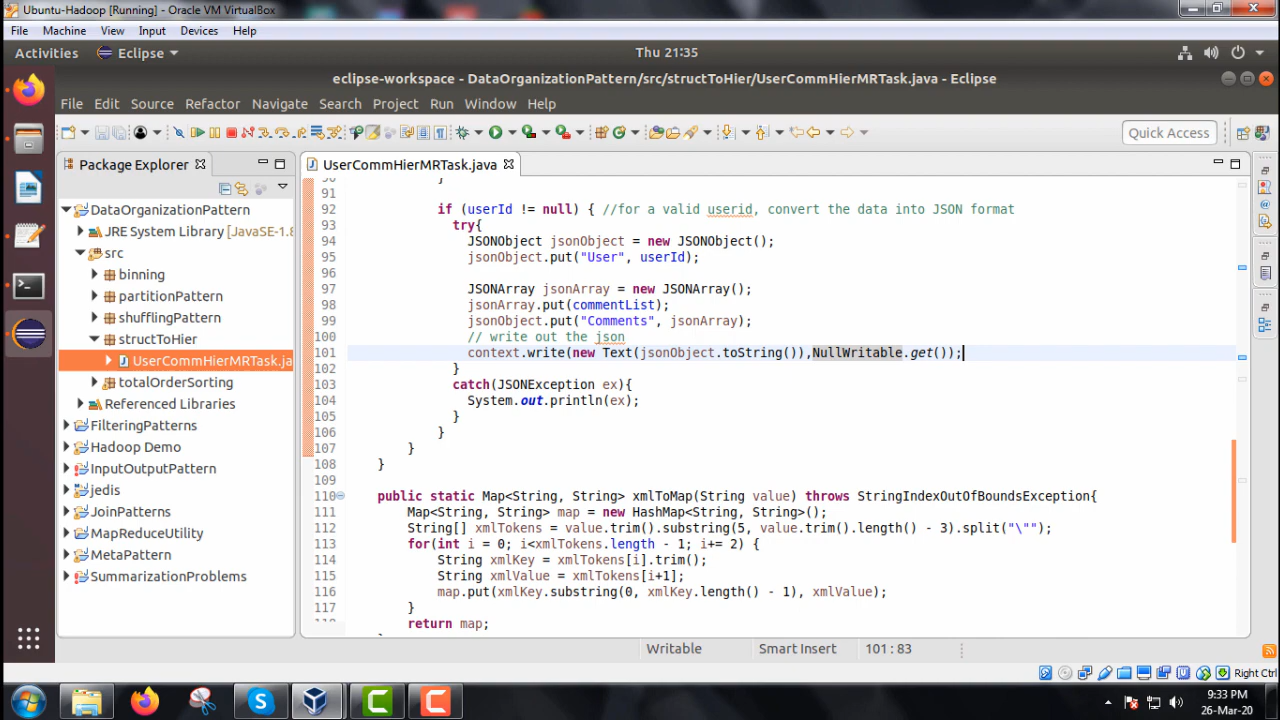 Ubuntu-Hadoop [Running] - Oracle VM VirtualBox
File Machine View Input Devices Help
Activities Eclipse Thu 21:35
eclipse-workspace - DataOrganizationPattern/src/structToHier/UserCommHierMRTask.java - Eclipse
File Edit Source Refactor Navigate Search Project Run Window Help
Quick Access
Package Explorer
DataOrganizationPattern
JRE System Library [JavaSE-1.8
src
binning
partitionPattern
shufflingPattern
structToHier
UserCommHierMRTask.ja
totalOrderSorting
Referenced Libraries
FilteringPatterns
Hadoop Demo
InputOutputPattern
jedis
JoinPatterns
MapReduceUtility
MetaPattern
SummarizationProblems
UserCommHierMRTask.java
90 }
91
92 if (userId != null) { //for a valid userid, convert the data into JSON format
93 try{
94 JSONObject jsonObject = new JSONObject();
95 jsonObject.put("User", userId);
96
97 JSONArray jsonArray = new JSONArray();
98 jsonArray.put(commentList);
99 jsonObject.put("Comments", jsonArray);
100 // write out the json
101 context.write(new Text(jsonObject.toString()),NullWritable.get());
102 }
103 catch(JSONException ex){
104 System.out.println(ex);
105 }
106 }
107 }
108 }
109
110 public static Map<String, String> xmlToMap(String value) throws StringIndexOutOfBoundsException{
111 Map<String, String> map = new HashMap<String, String>();
112 String[] xmlTokens = value.trim().substring(5, value.trim().length() - 3).split("\"");
113 for(int i = 0; i<xmlTokens.length - 1; i+= 2) {
114 String xmlKey = xmlTokens[i].trim();
115 String xmlValue = xmlTokens[i+1];
116 map.put(xmlKey.substring(0, xmlKey.length() - 1), xmlValue);
117 }
118 return map;
Writable Smart Insert 101 : 83
Right Ctrl
9:33 PM
26-Mar-20